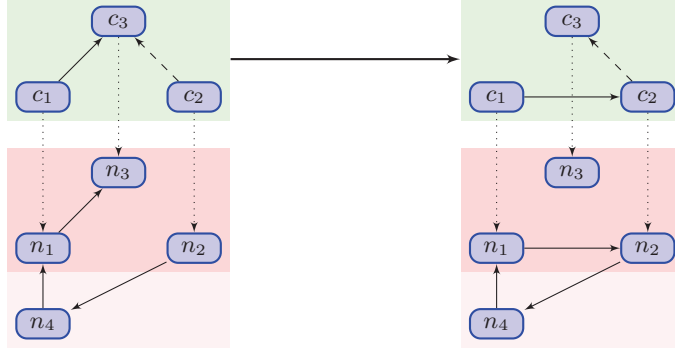 c₃ c₃
c₁ c₂ c₁ c₂
n₃ n₃
n₁ n₂ n₁ n₂
n₄ n₄